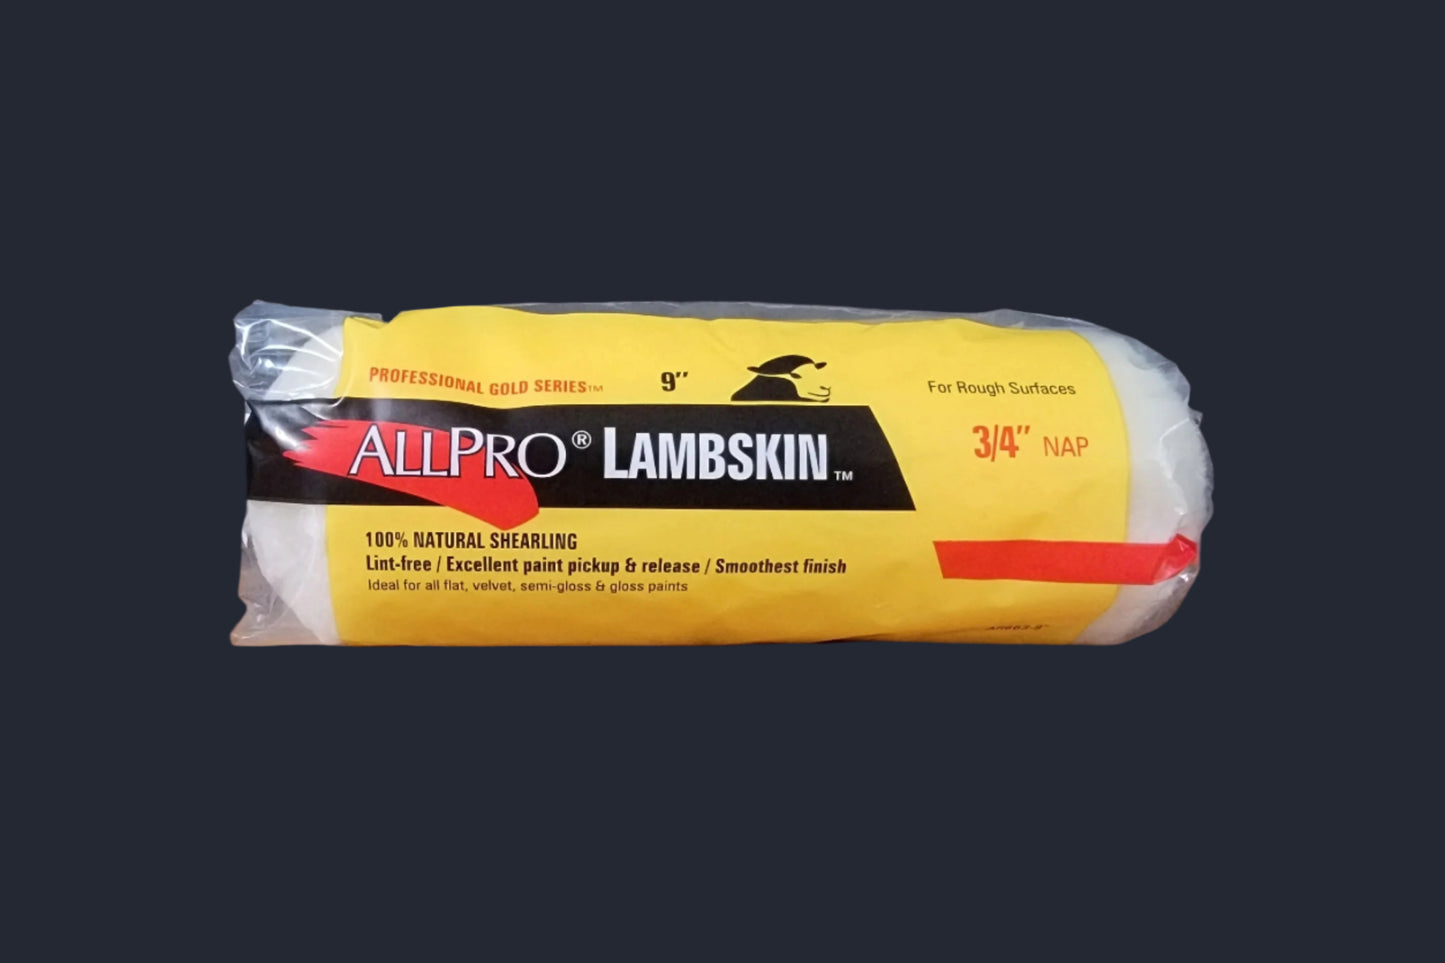 PROFESSIONAL GOLD SERIES™
9"
For Rough Surfaces
ALLPRO® LAMBSKIN™
3/4" NAP
100% NATURAL SHEARLING
Lint-free / Excellent paint pickup & release / Smoothest finish
Ideal for all flat, velvet, semi-gloss & gloss paints